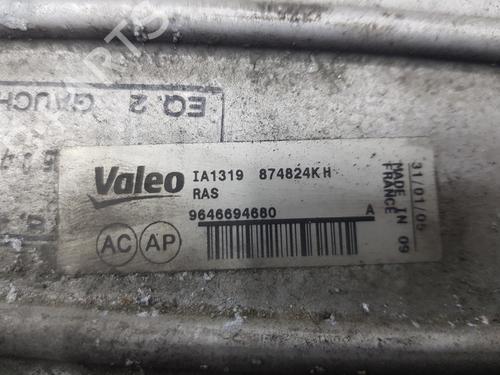 EQ. 2 GAUCH
Valeo IA1319 874824KH
RAS
9646694680 A
AC AP
31/01/05
MADE IN 09
FRANCE